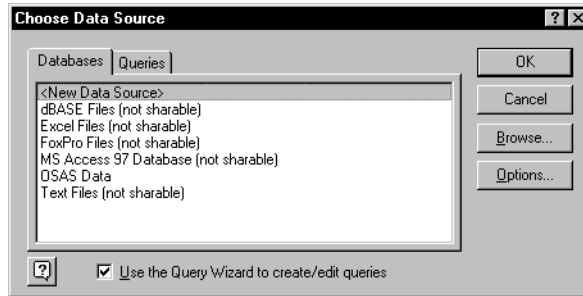 Choose Data Source
Databases
Queries
<New Data Source>
dBASE Files (not sharable)
Excel Files (not sharable)
FoxPro Files (not sharable)
MS Access 97 Database (not sharable)
OSAS Data
Text Files (not sharable)
OK
Cancel
Browse...
Options...
Use the Query Wizard to create/edit queries